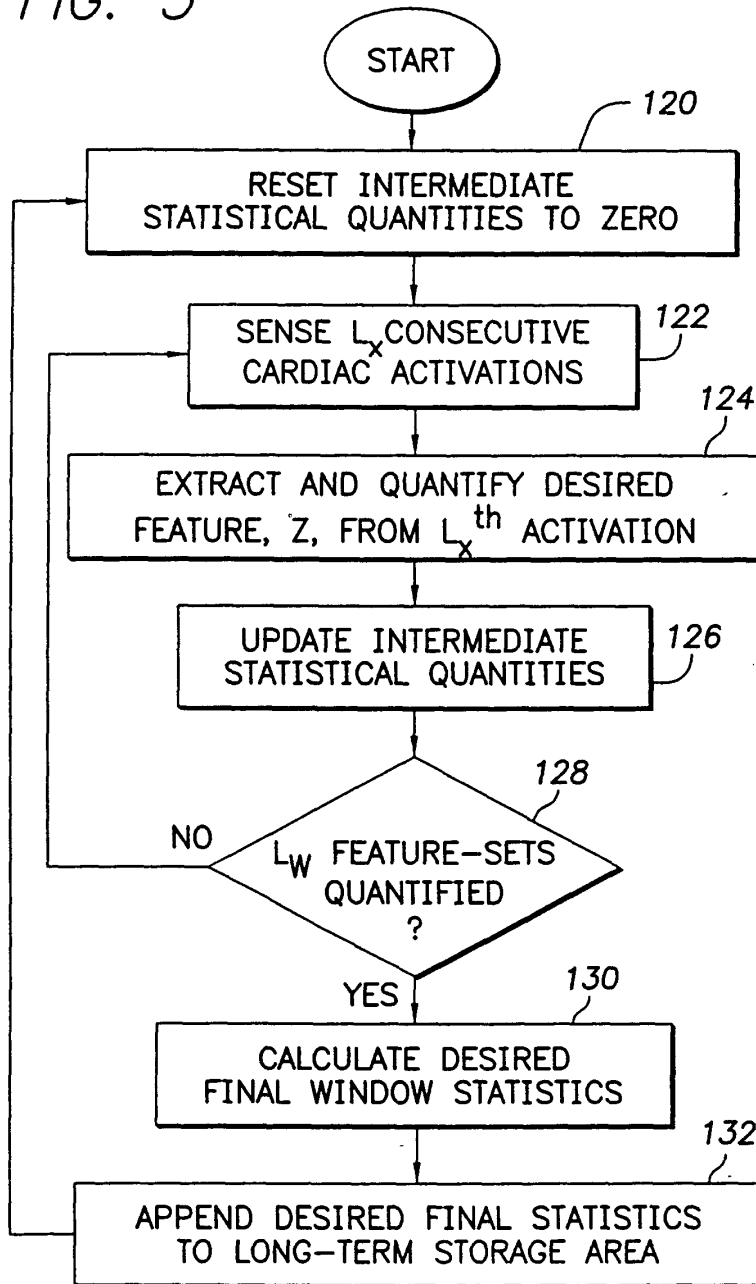 FIG. 5
START
120
RESET INTERMEDIATE
STATISTICAL QUANTITIES TO ZERO
SENSE Lx CONSECUTIVE
CARDIAC ACTIVATIONS
122
124
EXTRACT AND QUANTIFY DESIRED
FEATURE, Z, FROM Lx th ACTIVATION
UPDATE INTERMEDIATE
STATISTICAL QUANTITIES
126
128
NO
LW FEATURE-SETS
QUANTIFIED
?
YES
130
CALCULATE DESIRED
FINAL WINDOW STATISTICS
132
APPEND DESIRED FINAL STATISTICS
TO LONG-TERM STORAGE AREA